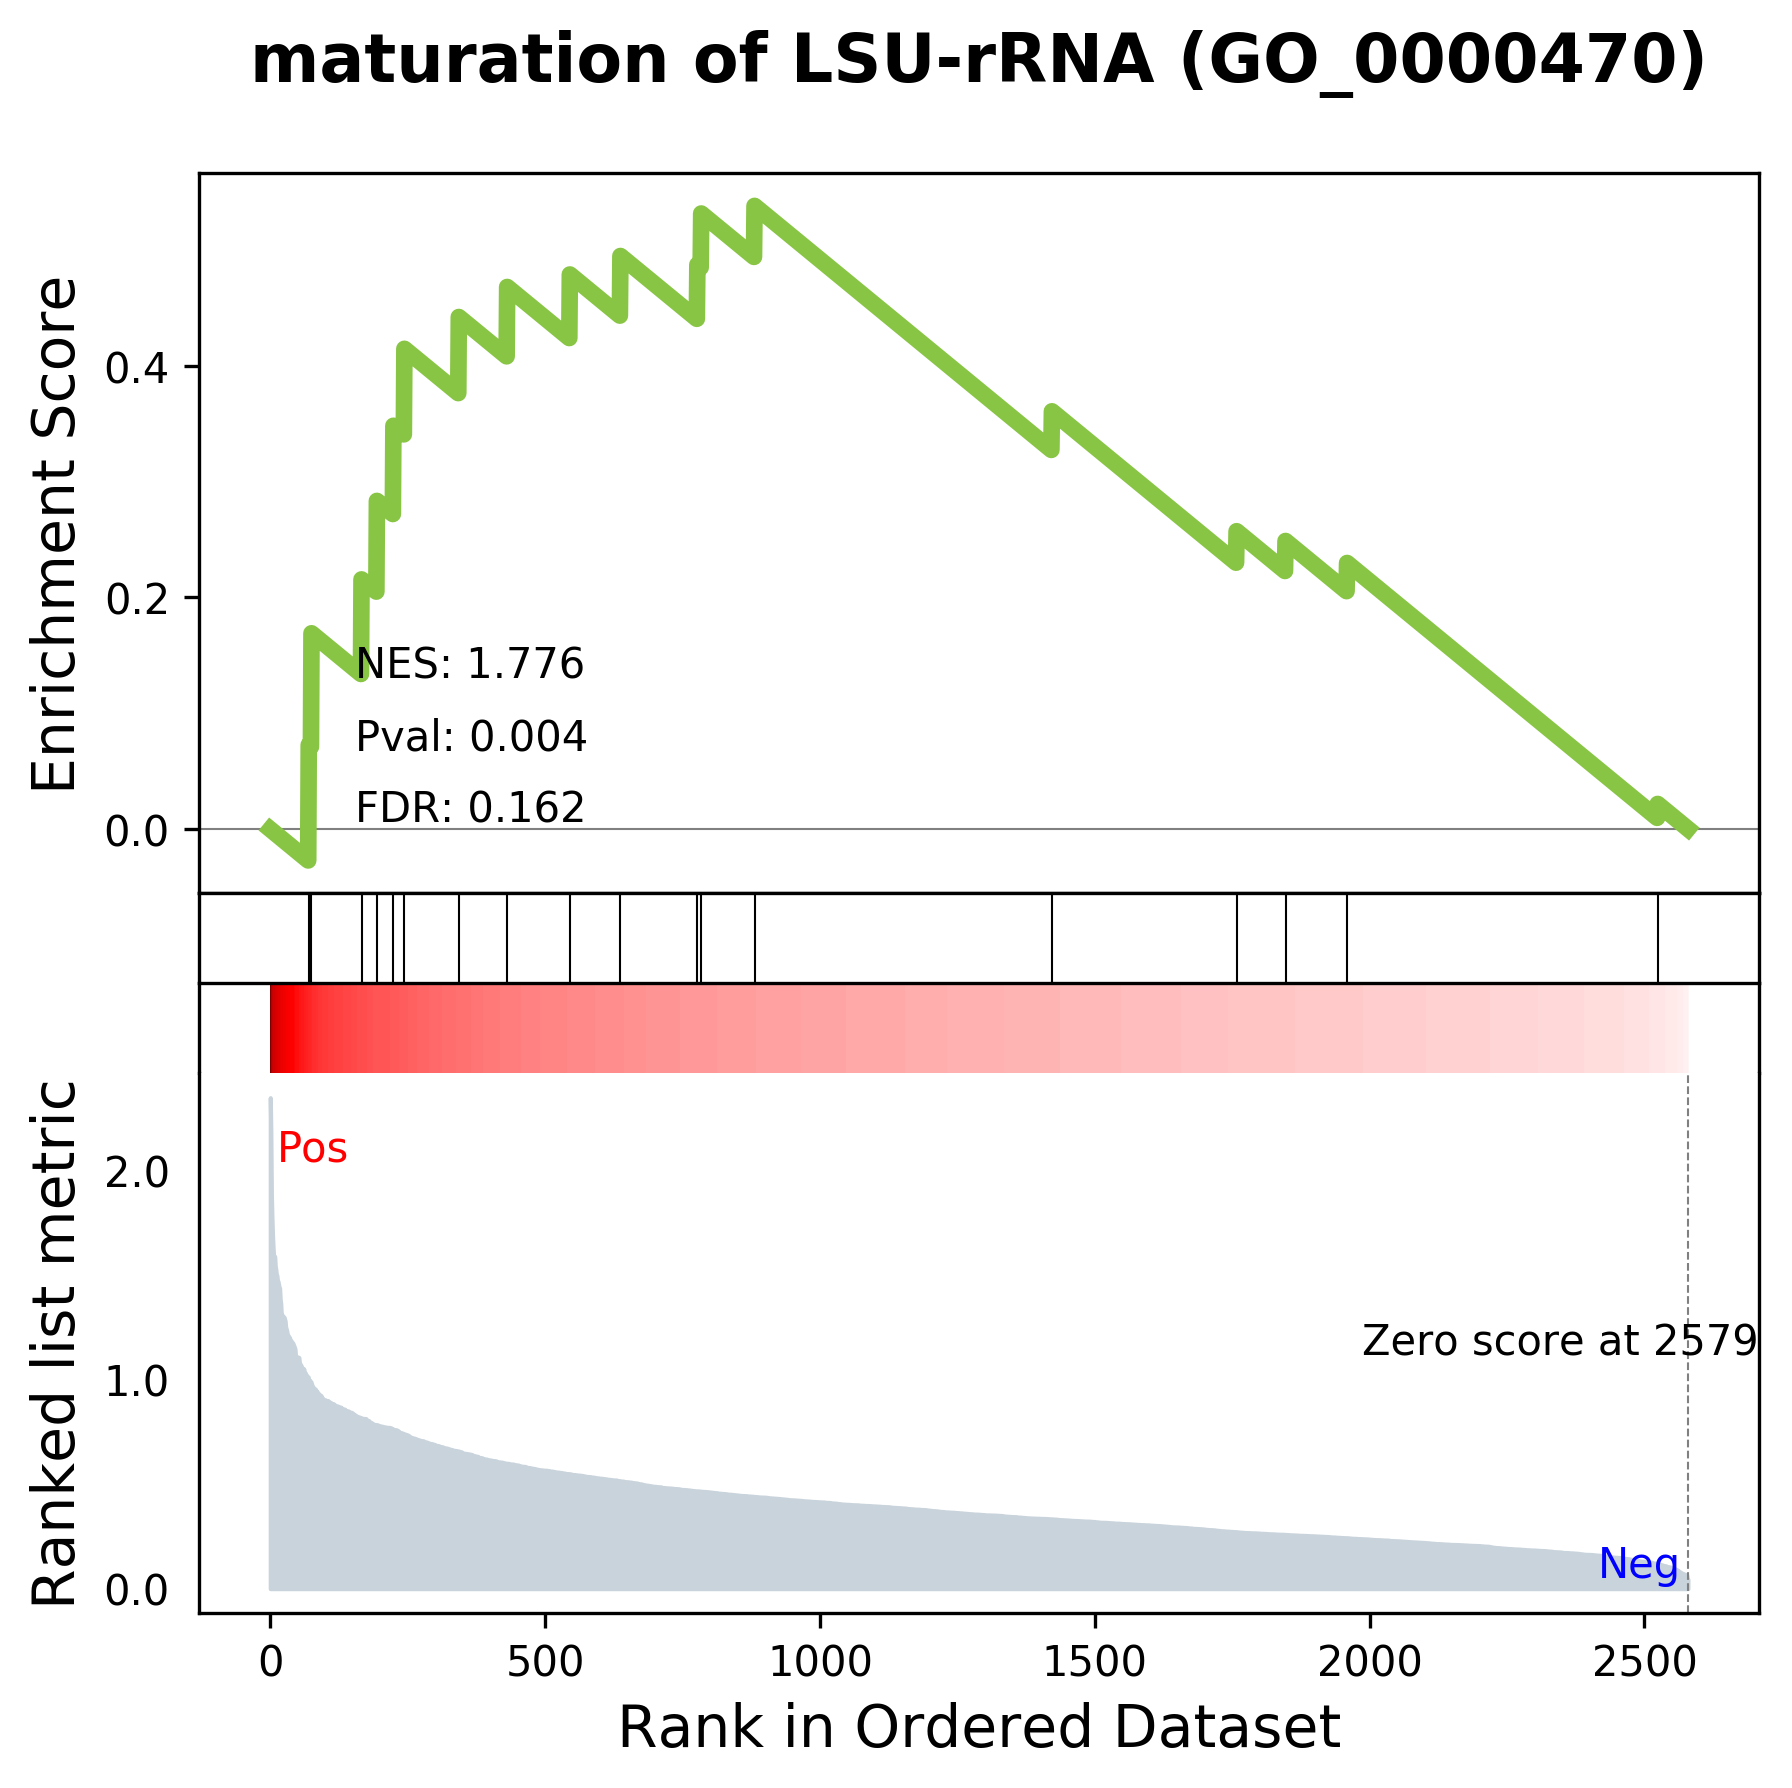 maturation of LSU-rRNA (GO_0000470)
Enrichment Score
0.4
0.2
0.0
NES: 1.776
Pval: 0.004
FDR: 0.162
Ranked list metric
2.0
1.0
0.0
Pos
Zero score at 2579
Neg
0 500 1000 1500 2000 2500
Rank in Ordered Dataset